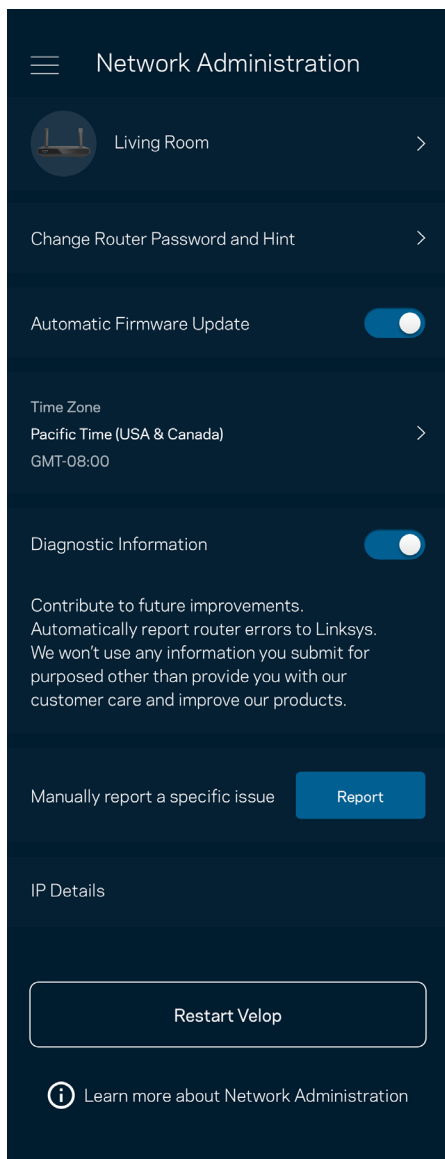 Network Administration
Living Room
Change Router Password and Hint
Automatic Firmware Update
Time Zone
Pacific Time (USA & Canada)
GMT-08:00
Diagnostic Information
Contribute to future improvements.
Automatically report router errors to Linksys.
We won't use any information you submit for
purposed other than provide you with our
customer care and improve our products.
Manually report a specific issue
Report
IP Details
Restart Velop
Learn more about Network Administration